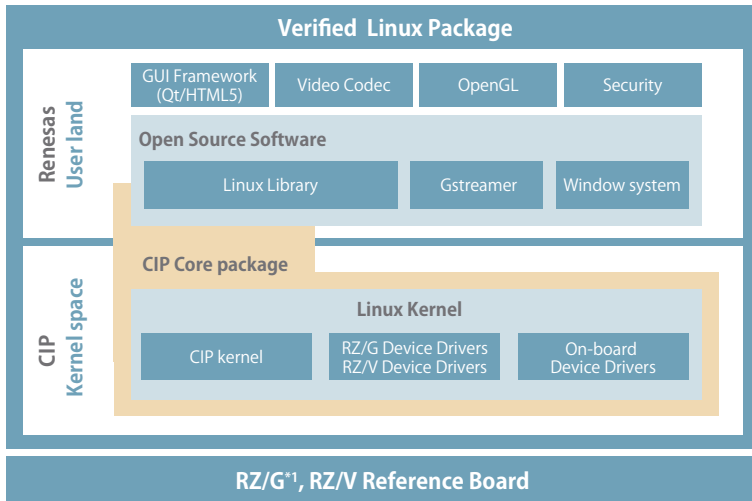 Verified Linux Package
Renesas
User land
GUI Framework
(Qt/HTML5)
Video Codec
OpenGL
Security
Open Source Software
Linux Library
Gstreamer
Window system
CIP
Kernel space
CIP Core package
Linux Kernel
CIP kernel
RZ/G Device Drivers
RZ/V Device Drivers
On-board
Device Drivers
RZ/G*1, RZ/V Reference Board